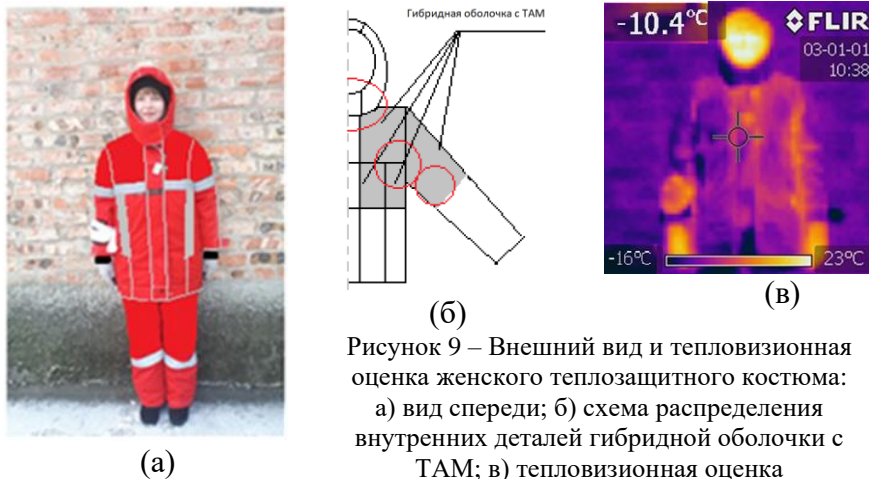 Гибридная оболочка с ТАМ
-10.4°C
FLIR
03-01-01
10:38
-16°C
23°C
(а)
(б)
(в)
Рисунок 9 – Внешний вид и тепловизионная
оценка женского теплозащитного костюма:
а) вид спереди; б) схема распределения
внутренних деталей гибридной оболочки с
ТАМ; в) тепловизионная оценка